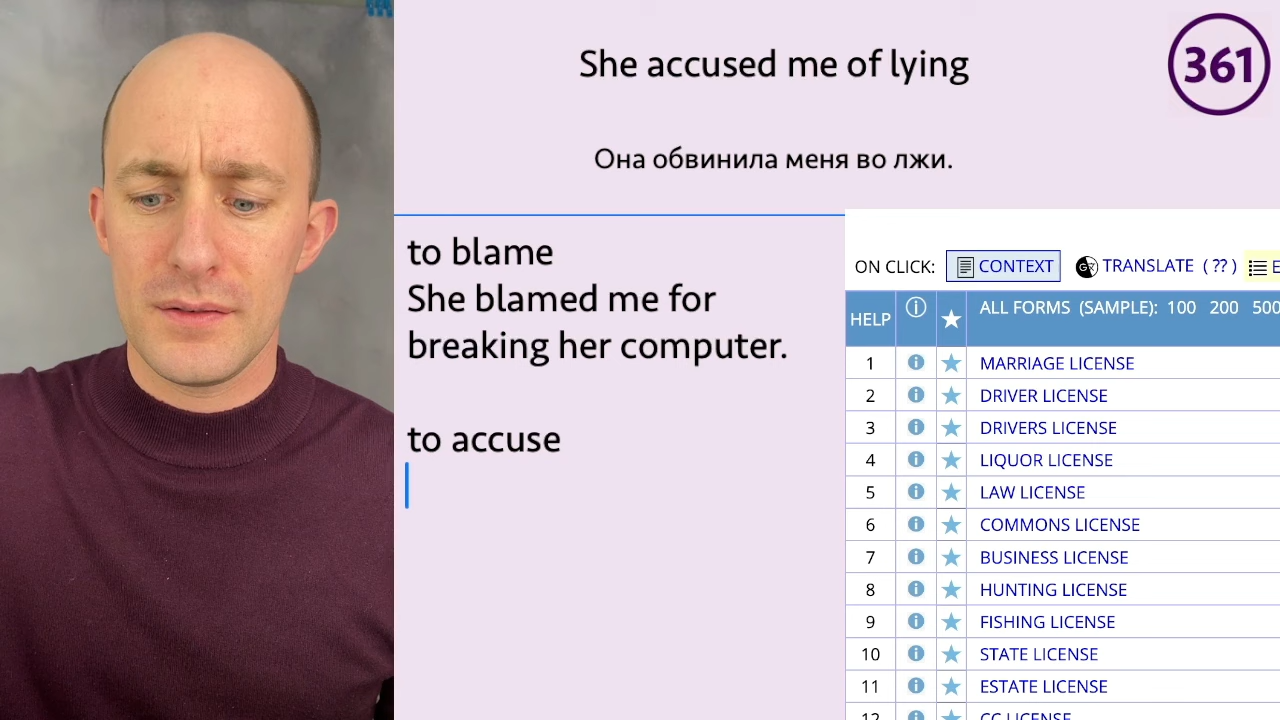 She accused me of lying
361
Она обвинила меня во лжи.
to blame
She blamed me for
breaking her computer.
to accuse
ON CLICK: CONTEXT TRANSLATE ( ?? ) E
HELP ALL FORMS (SAMPLE): 100 200 500
1 MARRIAGE LICENSE
2 DRIVER LICENSE
3 DRIVERS LICENSE
4 LIQUOR LICENSE
5 LAW LICENSE
6 COMMONS LICENSE
7 BUSINESS LICENSE
8 HUNTING LICENSE
9 FISHING LICENSE
10 STATE LICENSE
11 ESTATE LICENSE
12 CC LICENSE